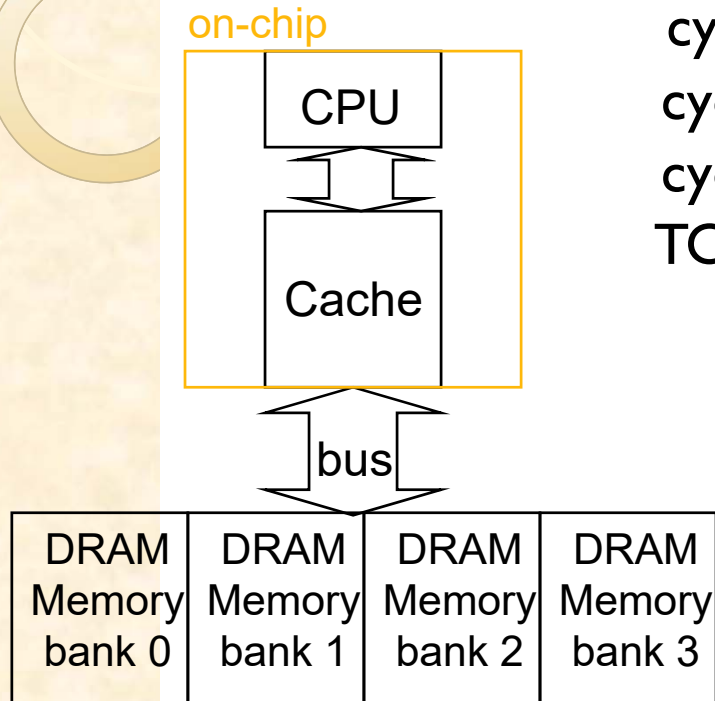 on-chip
CPU
Cache
bus
DRAM
Memory
bank 0
DRAM
Memory
bank 1
DRAM
Memory
bank 2
DRAM
Memory
bank 3